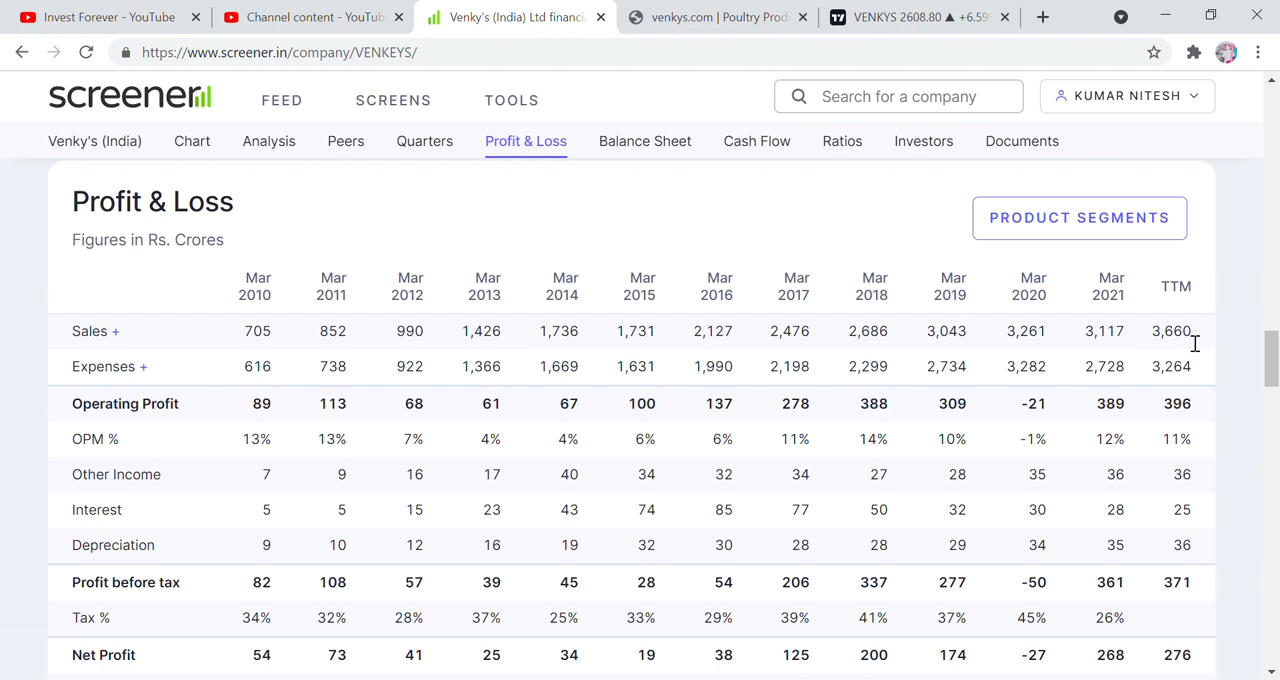 Invest Forever - YouTube
Channel content - YouTub
Venky's (India) Ltd financi
venkys.com | Poultry Prod
VENKYS 2608.80 ▲ +6.59
https://www.screener.in/company/VENKEYS/
screener
FEED SCREENS TOOLS
Search for a company
KUMAR NITESH
Venky's (India) Chart Analysis Peers Quarters Profit & Loss Balance Sheet Cash Flow Ratios Investors Documents
Profit & Loss
PRODUCT SEGMENTS
Figures in Rs. Crores
Mar Mar Mar Mar Mar Mar Mar Mar Mar Mar Mar Mar
2010 2011 2012 2013 2014 2015 2016 2017 2018 2019 2020 2021 TTM
Sales + 705 852 990 1,426 1,736 1,731 2,127 2,476 2,686 3,043 3,261 3,117 3,660
Expenses + 616 738 922 1,366 1,669 1,631 1,990 2,198 2,299 2,734 3,282 2,728 3,264
Operating Profit 89 113 68 61 67 100 137 278 388 309 -21 389 396
OPM % 13% 13% 7% 4% 4% 6% 6% 11% 14% 10% -1% 12% 11%
Other Income 7 9 16 17 40 34 32 34 27 28 35 36 36
Interest 5 5 15 23 43 74 85 77 50 32 30 28 25
Depreciation 9 10 12 16 19 32 30 28 28 29 34 35 36
Profit before tax 82 108 57 39 45 28 54 206 337 277 -50 361 371
Tax % 34% 32% 28% 37% 25% 33% 29% 39% 41% 37% 45% 26%
Net Profit 54 73 41 25 34 19 38 125 200 174 -27 268 276